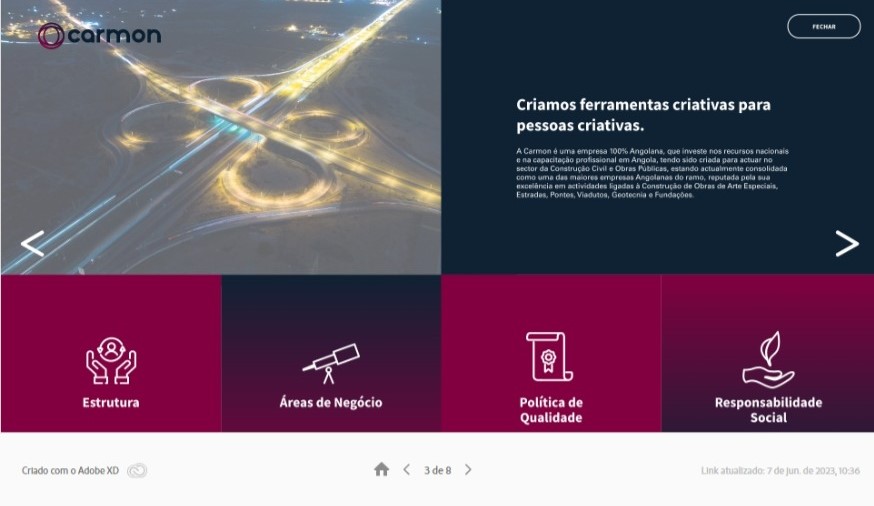 carmon
FECHAR
Criamos ferramentas criativas para
pessoas criativas.
A Carmon é uma empresa 100% Angolana, que investe nos recursos nacionais
e na capacitação profissional em Angola, tendo sido criada para actuar no
sector da Construção Civil e Obras Públicas, estando actualmente consolidada
como uma das maiores empresas Angolanas do ramo, reputada pela sua
excelência em actividades ligadas à Construção de Obras de Arte Especiais,
Estradas, Pontes, Viadutos, Geotecnia e Fundações.
Estrutura
Áreas de Negócio
Política de
Qualidade
Responsabilidade
Social
Criado com o Adobe XD
3 de 8
Link atualizado: 7 de jun. de 2023, 10:36